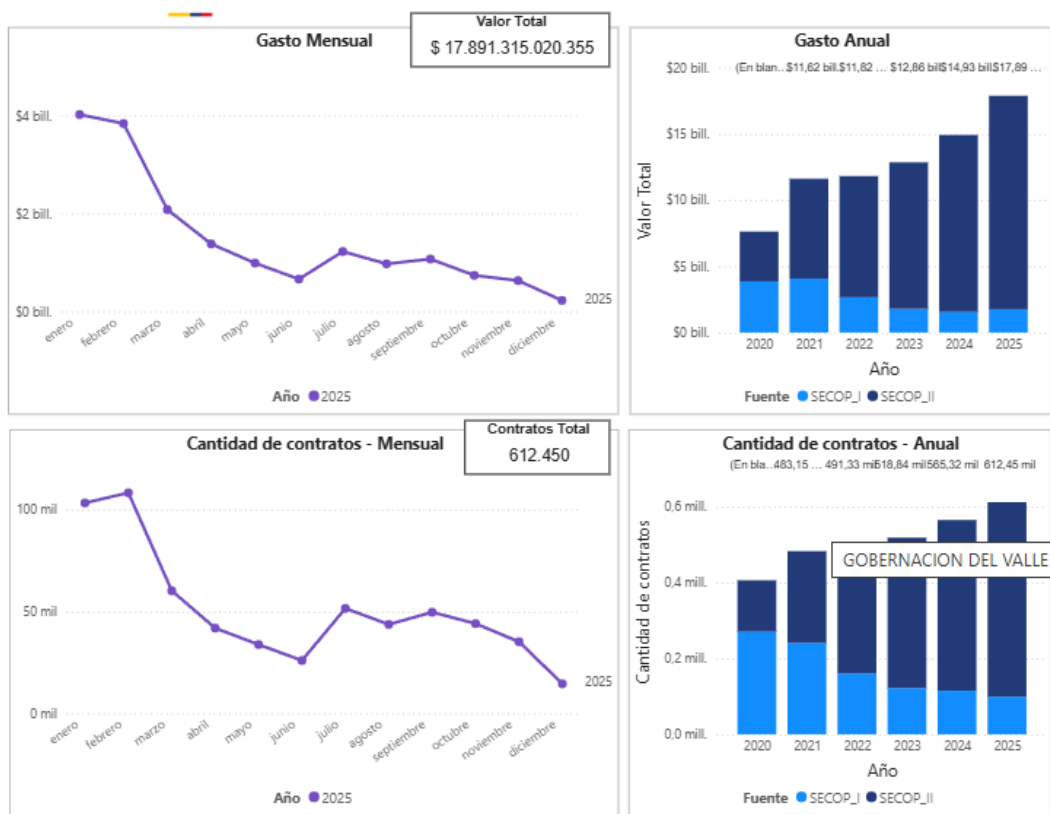 Gasto Mensual
Valor Total
$ 17.891.315.020.355
$4 bill.
$2 bill.
$0 bill.
2025
enero
febrero
marzo
abril
mayo
junio
julio
agosto
septiembre
octubre
noviembre
diciembre
Año 2025
Gasto Anual
(En blan... $11,62 bill. $11,82 ... $12,86 bill $14,93 bill. $17,89 ...
$20 bill.
$15 bill.
$10 bill.
$5 bill.
$0 bill.
Valor Total
2020 2021 2022 2023 2024 2025
Año
Fuente SECOP_I SECOP_II
Cantidad de contratos - Mensual
Contratos Total
612.450
100 mil
50 mil
0 mil
2025
enero
febrero
marzo
abril
mayo
junio
julio
agosto
septiembre
octubre
noviembre
diciembre
Año 2025
Cantidad de contratos - Anual
(En bla... 483,15 ... 491,33 mil 518,84 mil 565,32 mil 612,45 mil
0,6 mill.
0,4 mill.
0,2 mill.
0,0 mill.
Cantidad de contratos
GOBERNACION DEL VALLE
2020 2021 2022 2023 2024 2025
Año
Fuente SECOP_I SECOP_II